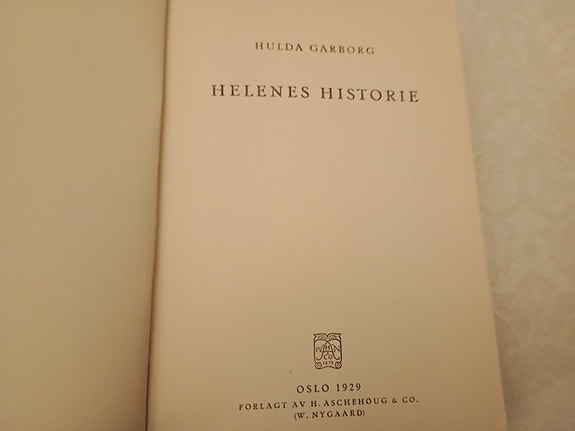 HULDA GARBORG
HELENES HISTORIE
OSLO 1929
FORLAGT AV H. ASCHEHOUG & CO.
(W. NYGAARD)